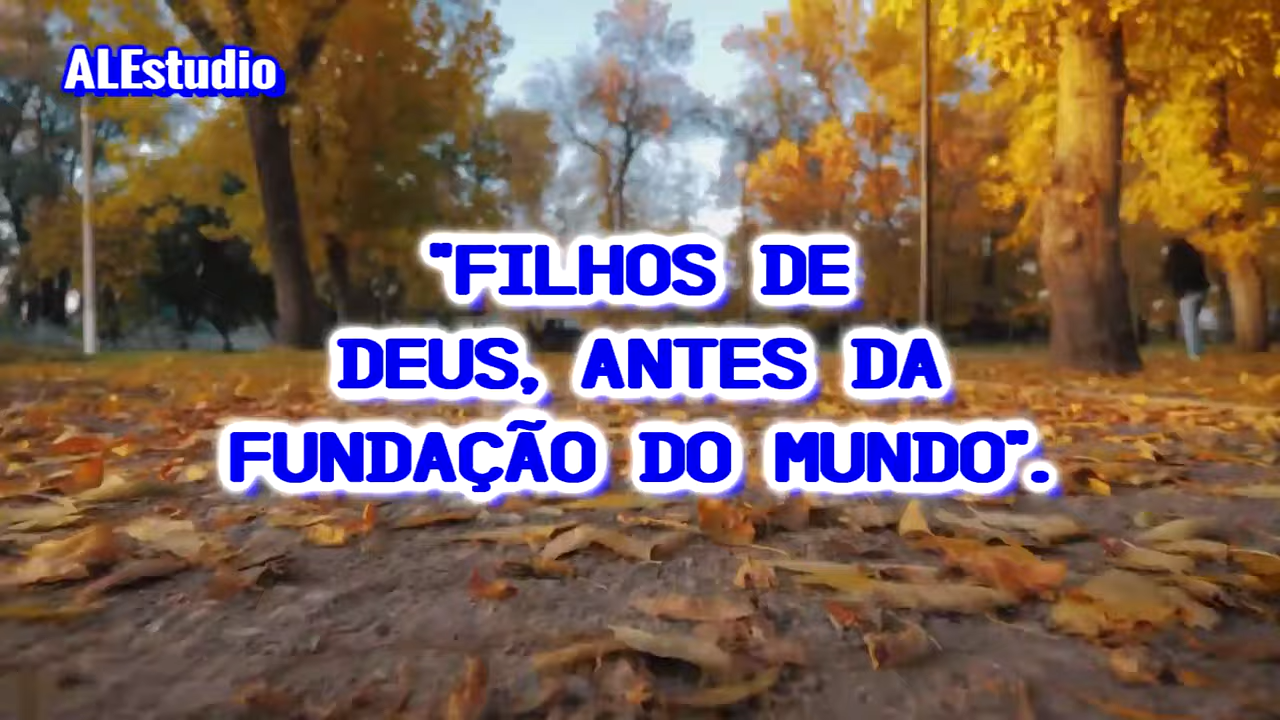 ALEstudio
"FILHOS DE
DEUS, ANTES DA
FUNDAÇÃO DO MUNDO".